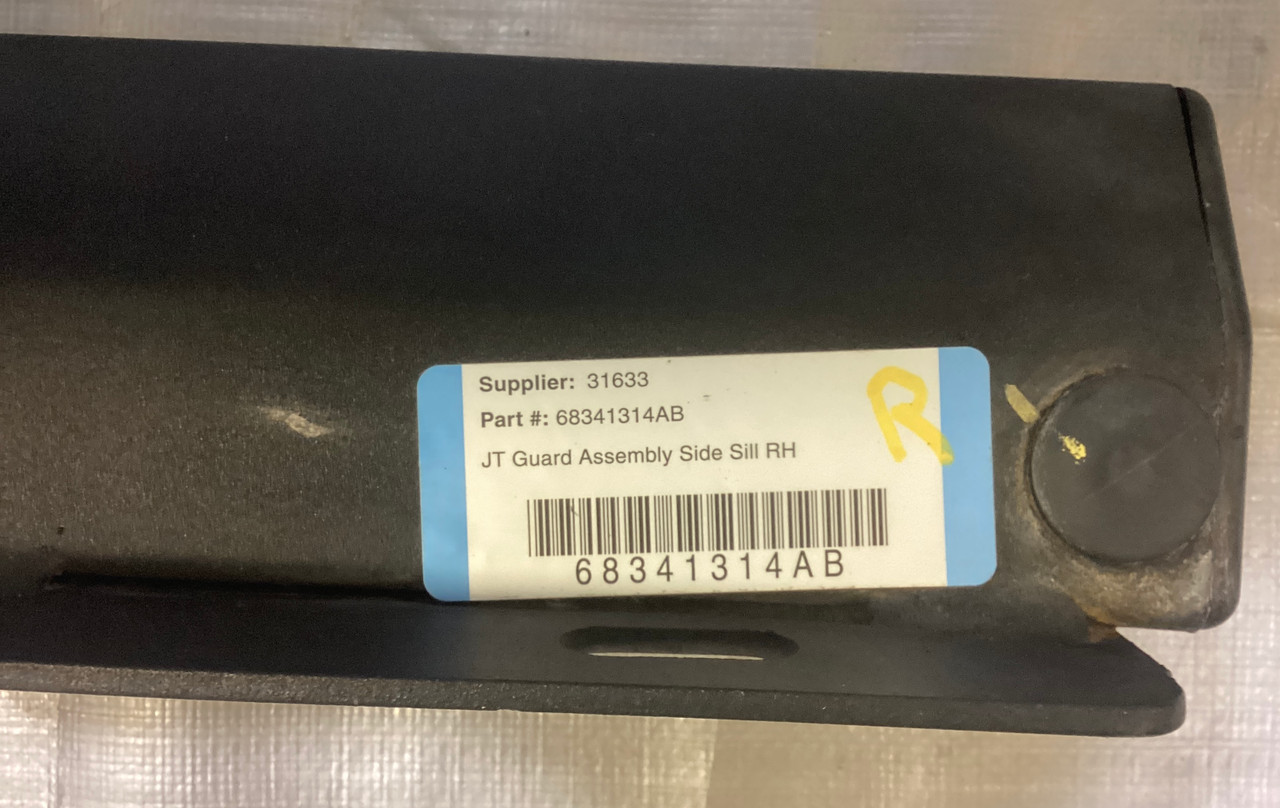 Supplier: 31633
Part #: 68341314AB
JT Guard Assembly Side Sill RH
R
68341314AB